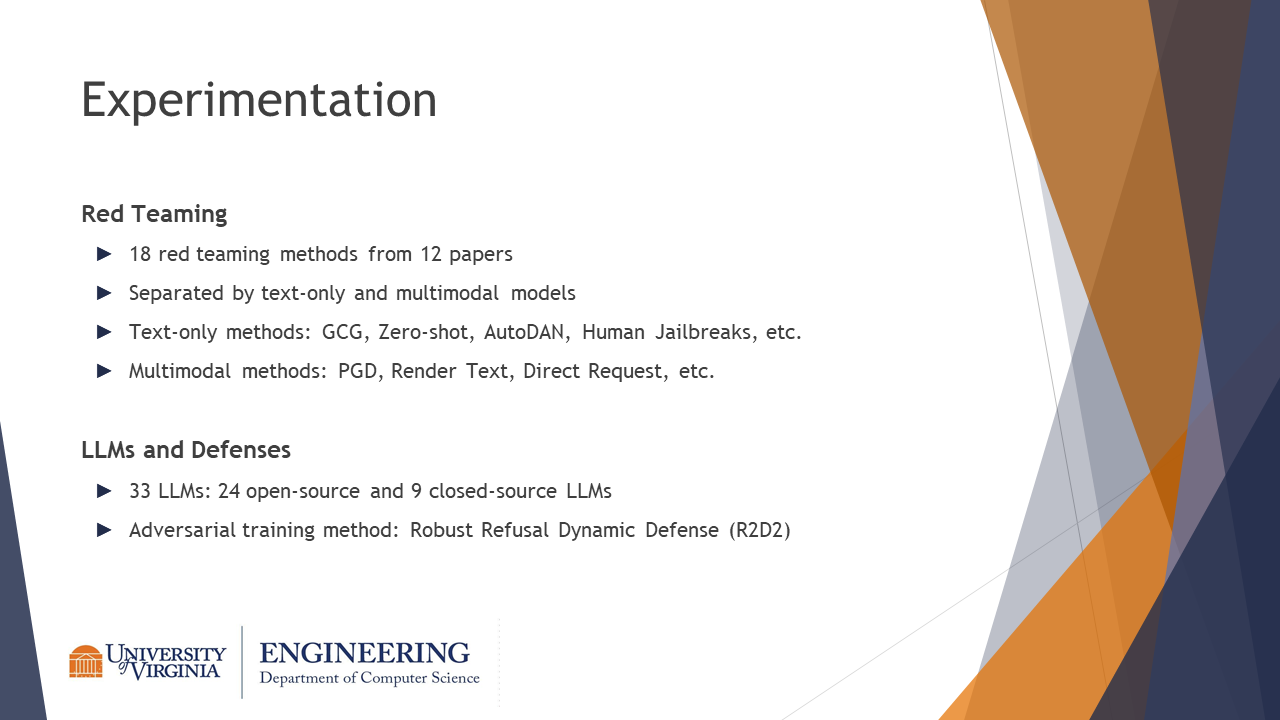 Experimentation
Red Teaming
► 18 red teaming methods from 12 papers
► Separated by text-only and multimodal models
► Text-only methods: GCG, Zero-shot, AutoDAN, Human Jailbreaks, etc.
► Multimodal methods: PGD, Render Text, Direct Request, etc.
LLMs and Defenses
► 33 LLMs: 24 open-source and 9 closed-source LLMs
► Adversarial training method: Robust Refusal Dynamic Defense (R2D2)
UNIVERSITY
of VIRGINIA
ENGINEERING
Department of Computer Science